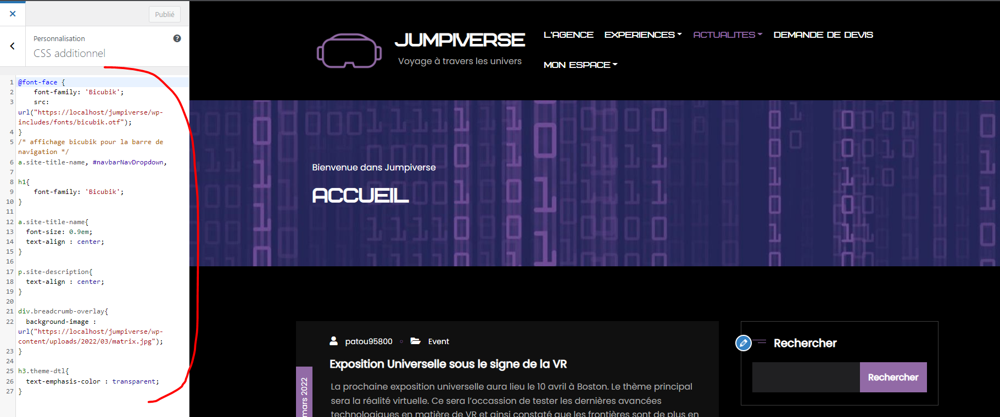 Publié
Personnalisation
CSS additionnel
1 @font-face {
2 font-family: 'Bicubik';
3 src:
url("https://localhost/jumpiverse/wp-
includes/fonts/bicubik.otf");
4 }
5 /* affichage bicubik pour la barre de
navigation */
6 a.site-title-name, #navbarNavDropdown,
7
8 h1{
9 font-family: 'Bicubik';
10 }
11
12 a.site-title-name{
13 font-size: 0.9em;
14 text-align : center;
15 }
16
17 p.site-description{
18 text-align : center;
19 }
20
21 div.breadcrumb-overlay{
22 background-image :
url("https://localhost/jumpiverse/wp-
content/uploads/2022/03/matrix.jpg");
23 }
24
25 h3.theme-dtl{
26 text-emphasis-color : transparent;
27 }
JUMPIVERSE
Voyage à travers les univers
L'AGENCE EXPERIENCES ACTUALITES DEMANDE DE DEVIS
MON ESPACE
Bienvenue dans Jumpiverse
ACCUEIL
patou95800 Event
Exposition Universelle sous le signe de la VR
mars 2022
La prochaine exposition universelle aura lieu le 10 avril à Boston. Le thème principal
sera la réalité virtuelle. Ce sera l'occassion de tester les dernières avancées
technologiques en matière de VR et ainsi constaté que les frontières sont de plus en
Rechercher
Rechercher